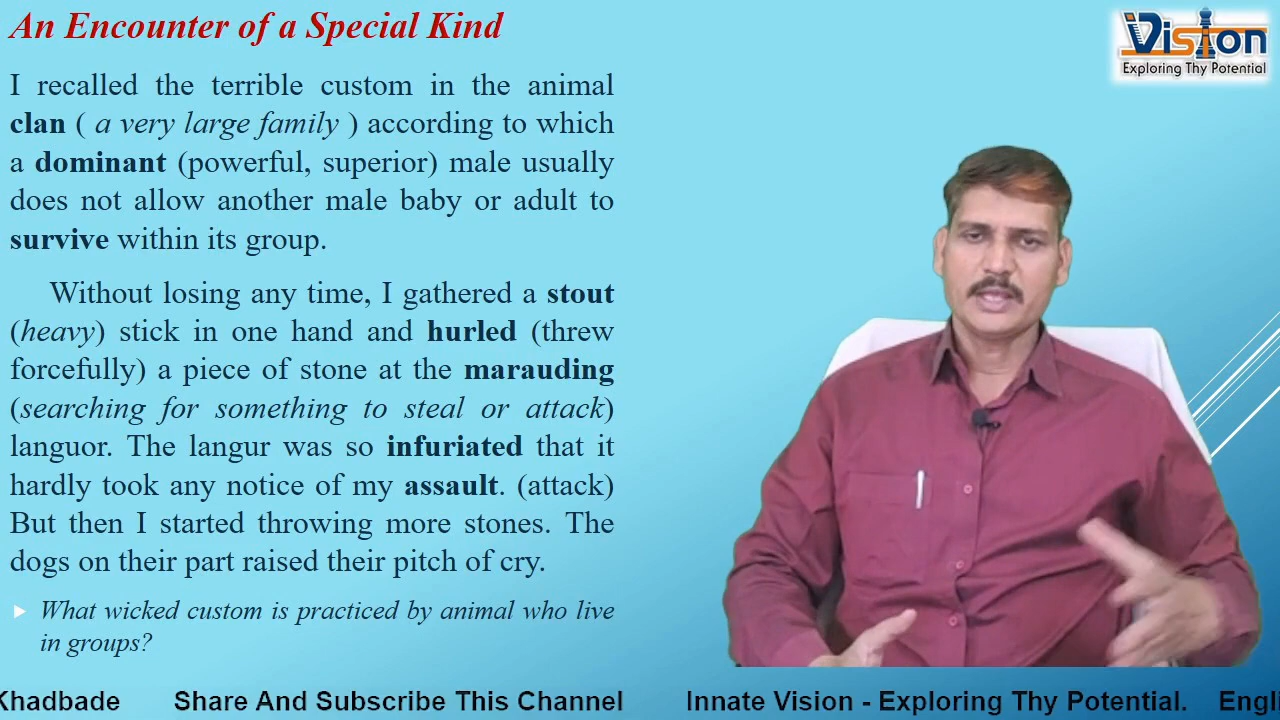 An Encounter of a Special Kind
I recalled the terrible custom in the animal
clan ( a very large family ) according to which
a dominant (powerful, superior) male usually
does not allow another male baby or adult to
survive within its group.
Without losing any time, I gathered a stout
(heavy) stick in one hand and hurled (threw
forcefully) a piece of stone at the marauding
(searching for something to steal or attack)
languor. The langur was so infuriated that it
hardly took any notice of my assault. (attack)
But then I started throwing more stones. The
dogs on their part raised their pitch of cry.
What wicked custom is practiced by animal who live
in groups?
Vision
Exploring Thy Potential
Khadbade Share And Subscribe This Channel Innate Vision - Exploring Thy Potential.